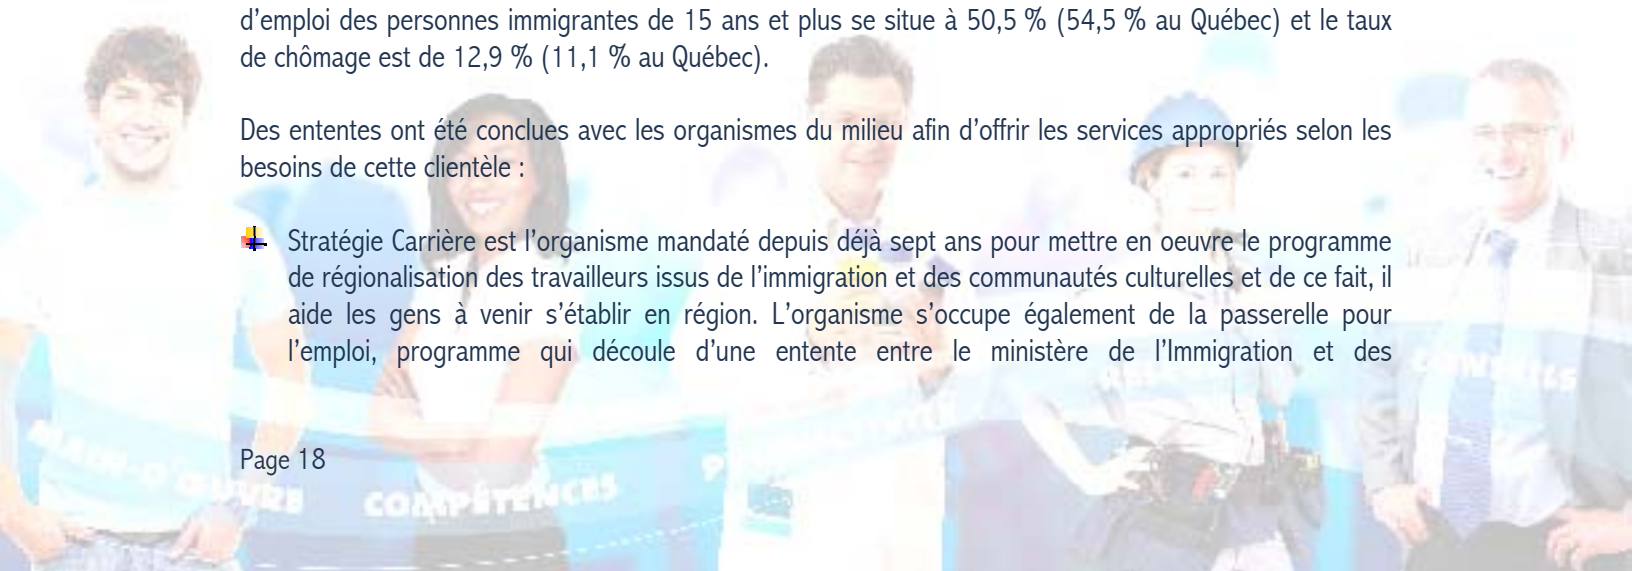 d’emploi des personnes immigrantes de 15 ans et plus se situe à 50,5 % (54,5 % au Québec) et le taux
de chômage est de 12,9 % (11,1 % au Québec).
Des ententes ont été conclues avec les organismes du milieu afin d’offrir les services appropriés selon les
besoins de cette clientèle :
Stratégie Carrière est l’organisme mandaté depuis déjà sept ans pour mettre en oeuvre le programme
de régionalisation des travailleurs issus de l’immigration et des communautés culturelles et de ce fait, il
aide les gens à venir s’établir en région. L’organisme s’occupe également de la passerelle pour
l’emploi, programme qui découle d’une entente entre le ministère de l’Immigration et des
CONSEILS
Page 18
MAIN-D'ŒUVRE
COMPÉTENCES